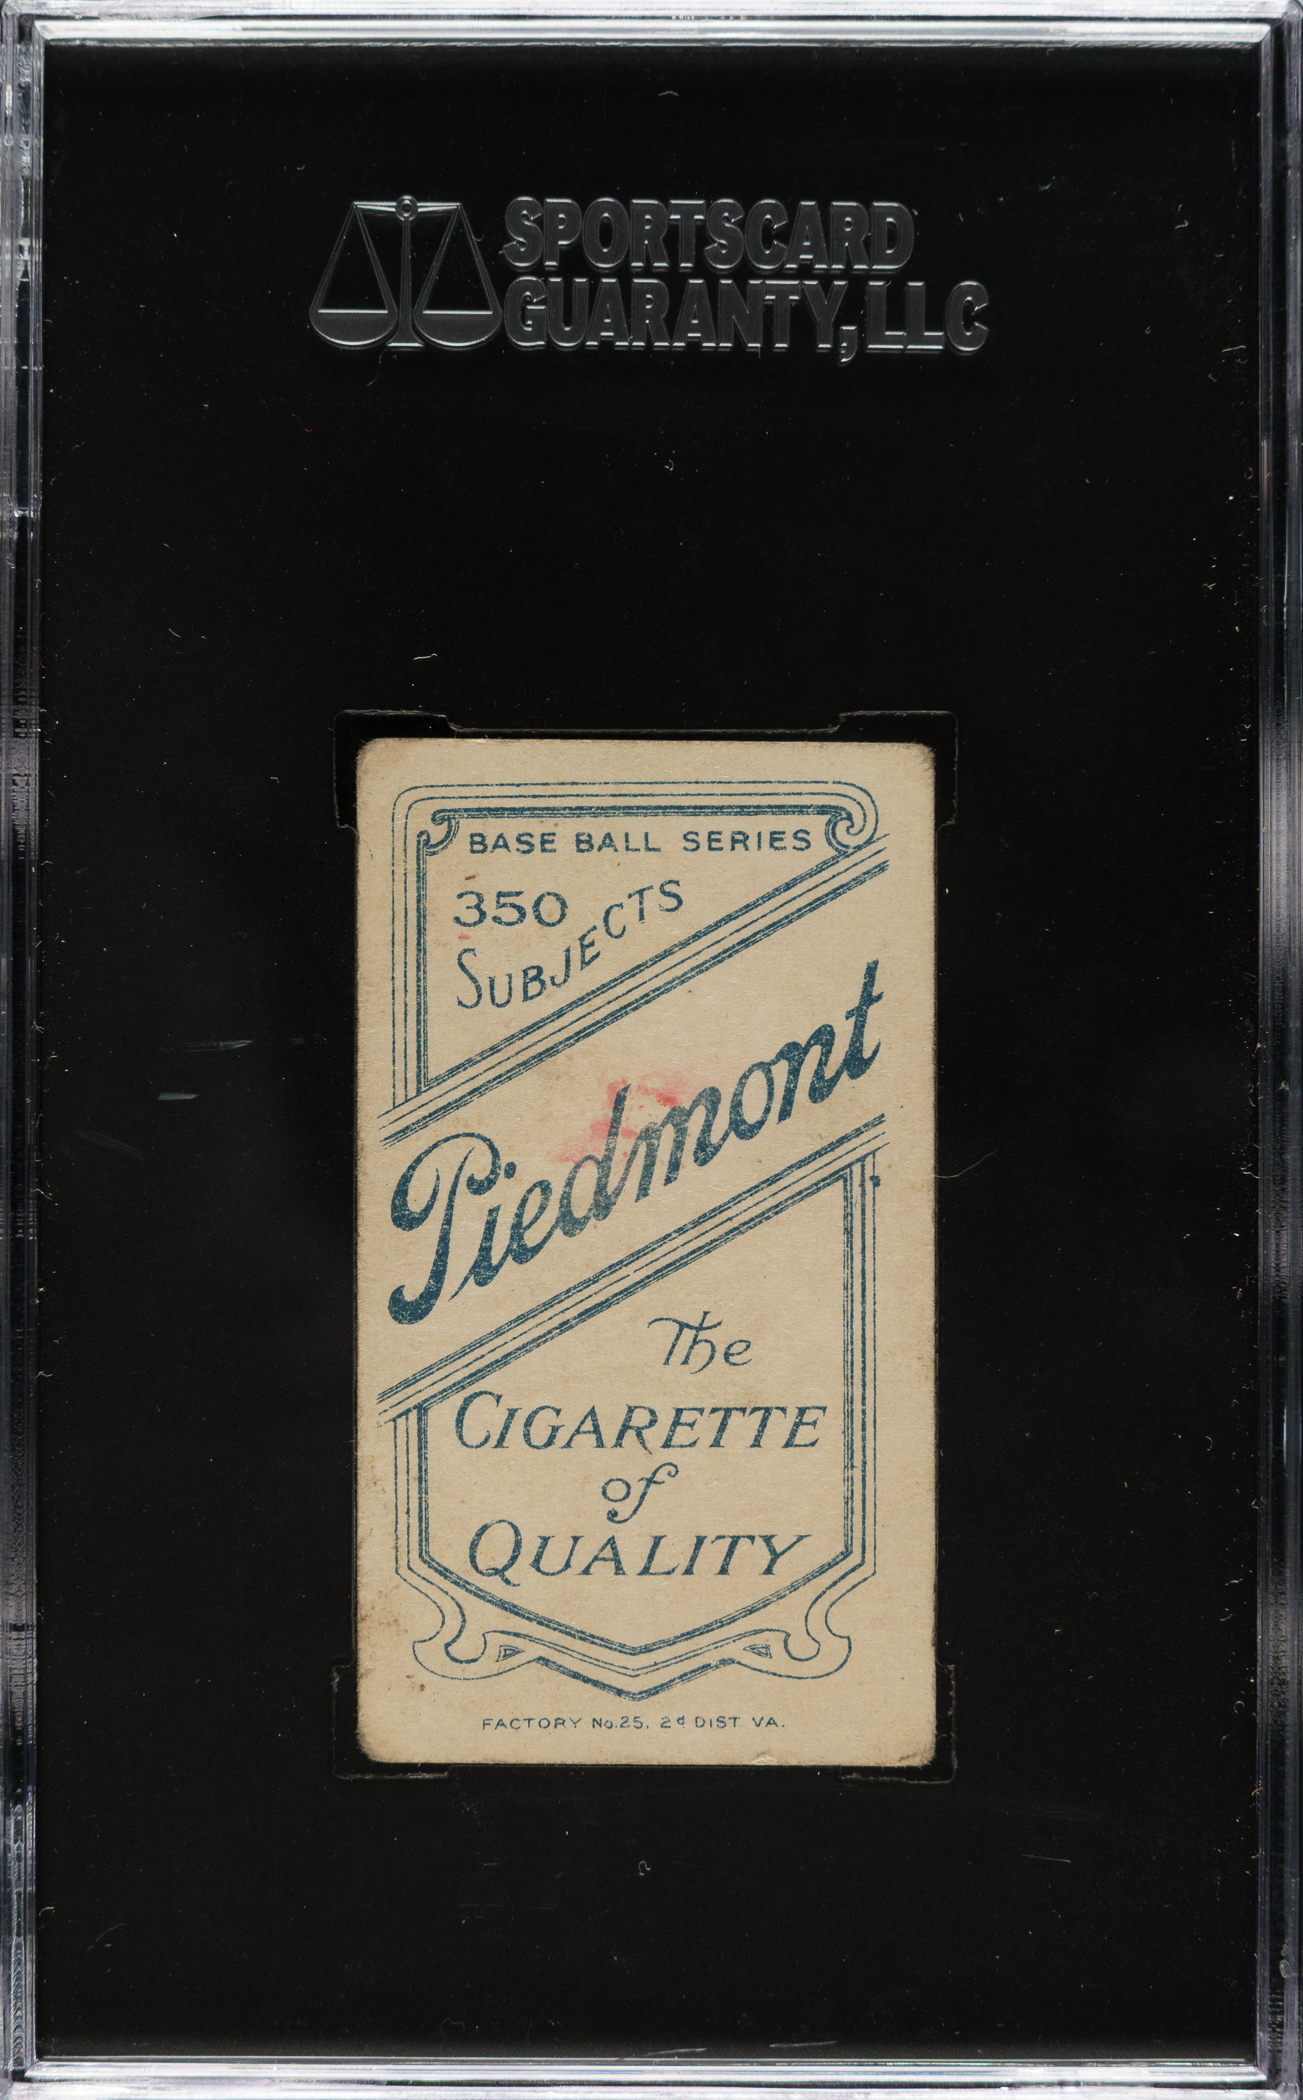 SPORTSCARD
GUARANTY, LLC
BASE BALL SERIES
350
SUBJECTS
Piedmont
The
CIGARETTE
of
QUALITY
FACTORY No. 25, 2d DIST. VA.